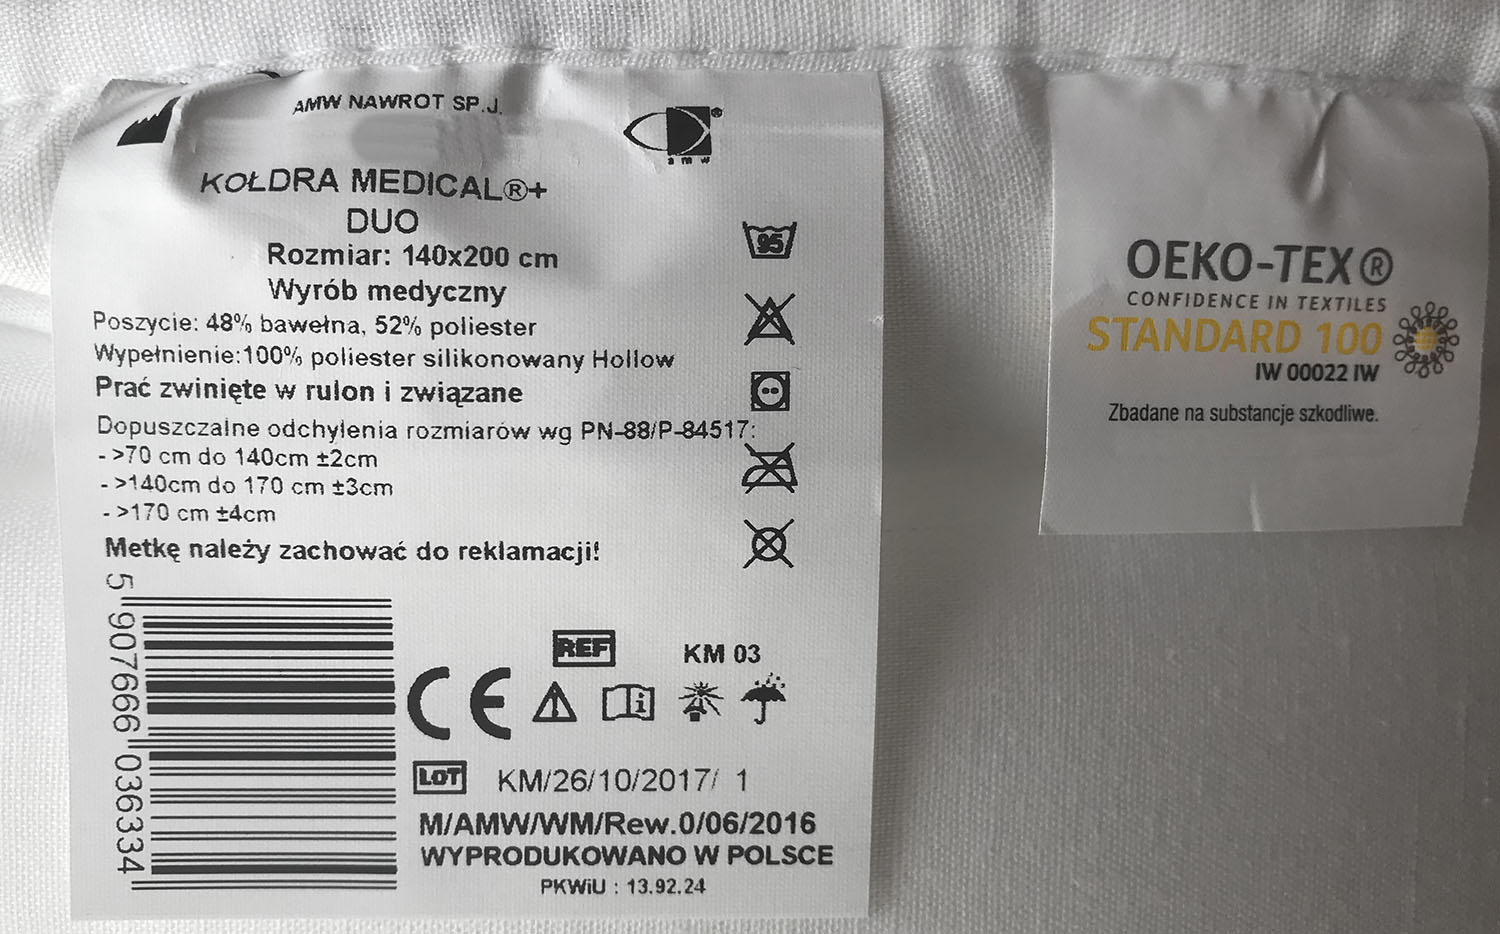 AMW NAWROT SP.J.
amw®
KOŁDRA MEDICAL®+
DUO
Rozmiar: 140x200 cm
Wyrób medyczny
Poszycie: 48% bawełna, 52% poliester
Wypełnienie:100% poliester silikonowany Hollow
Prać zwinięte w rulon i związane
Dopuszczalne odchylenia rozmiarów wg PN-88/P-84517:
- >70 cm do 140cm ±2cm
- >140cm do 170 cm ±3cm
- >170 cm ±4cm
Metkę należy zachować do reklamacji!
95
5 907666 036334
REF KM 03
CE
LOT KM/26/10/2017/ 1
M/AMW/WM/Rew.0/06/2016
WYPRODUKOWANO W POLSCE
PKWiU : 13.92.24
OEKO-TEX®
CONFIDENCE IN TEXTILES
STANDARD 100
IW 00022 IW
Zbadane na substancje szkodliwe.